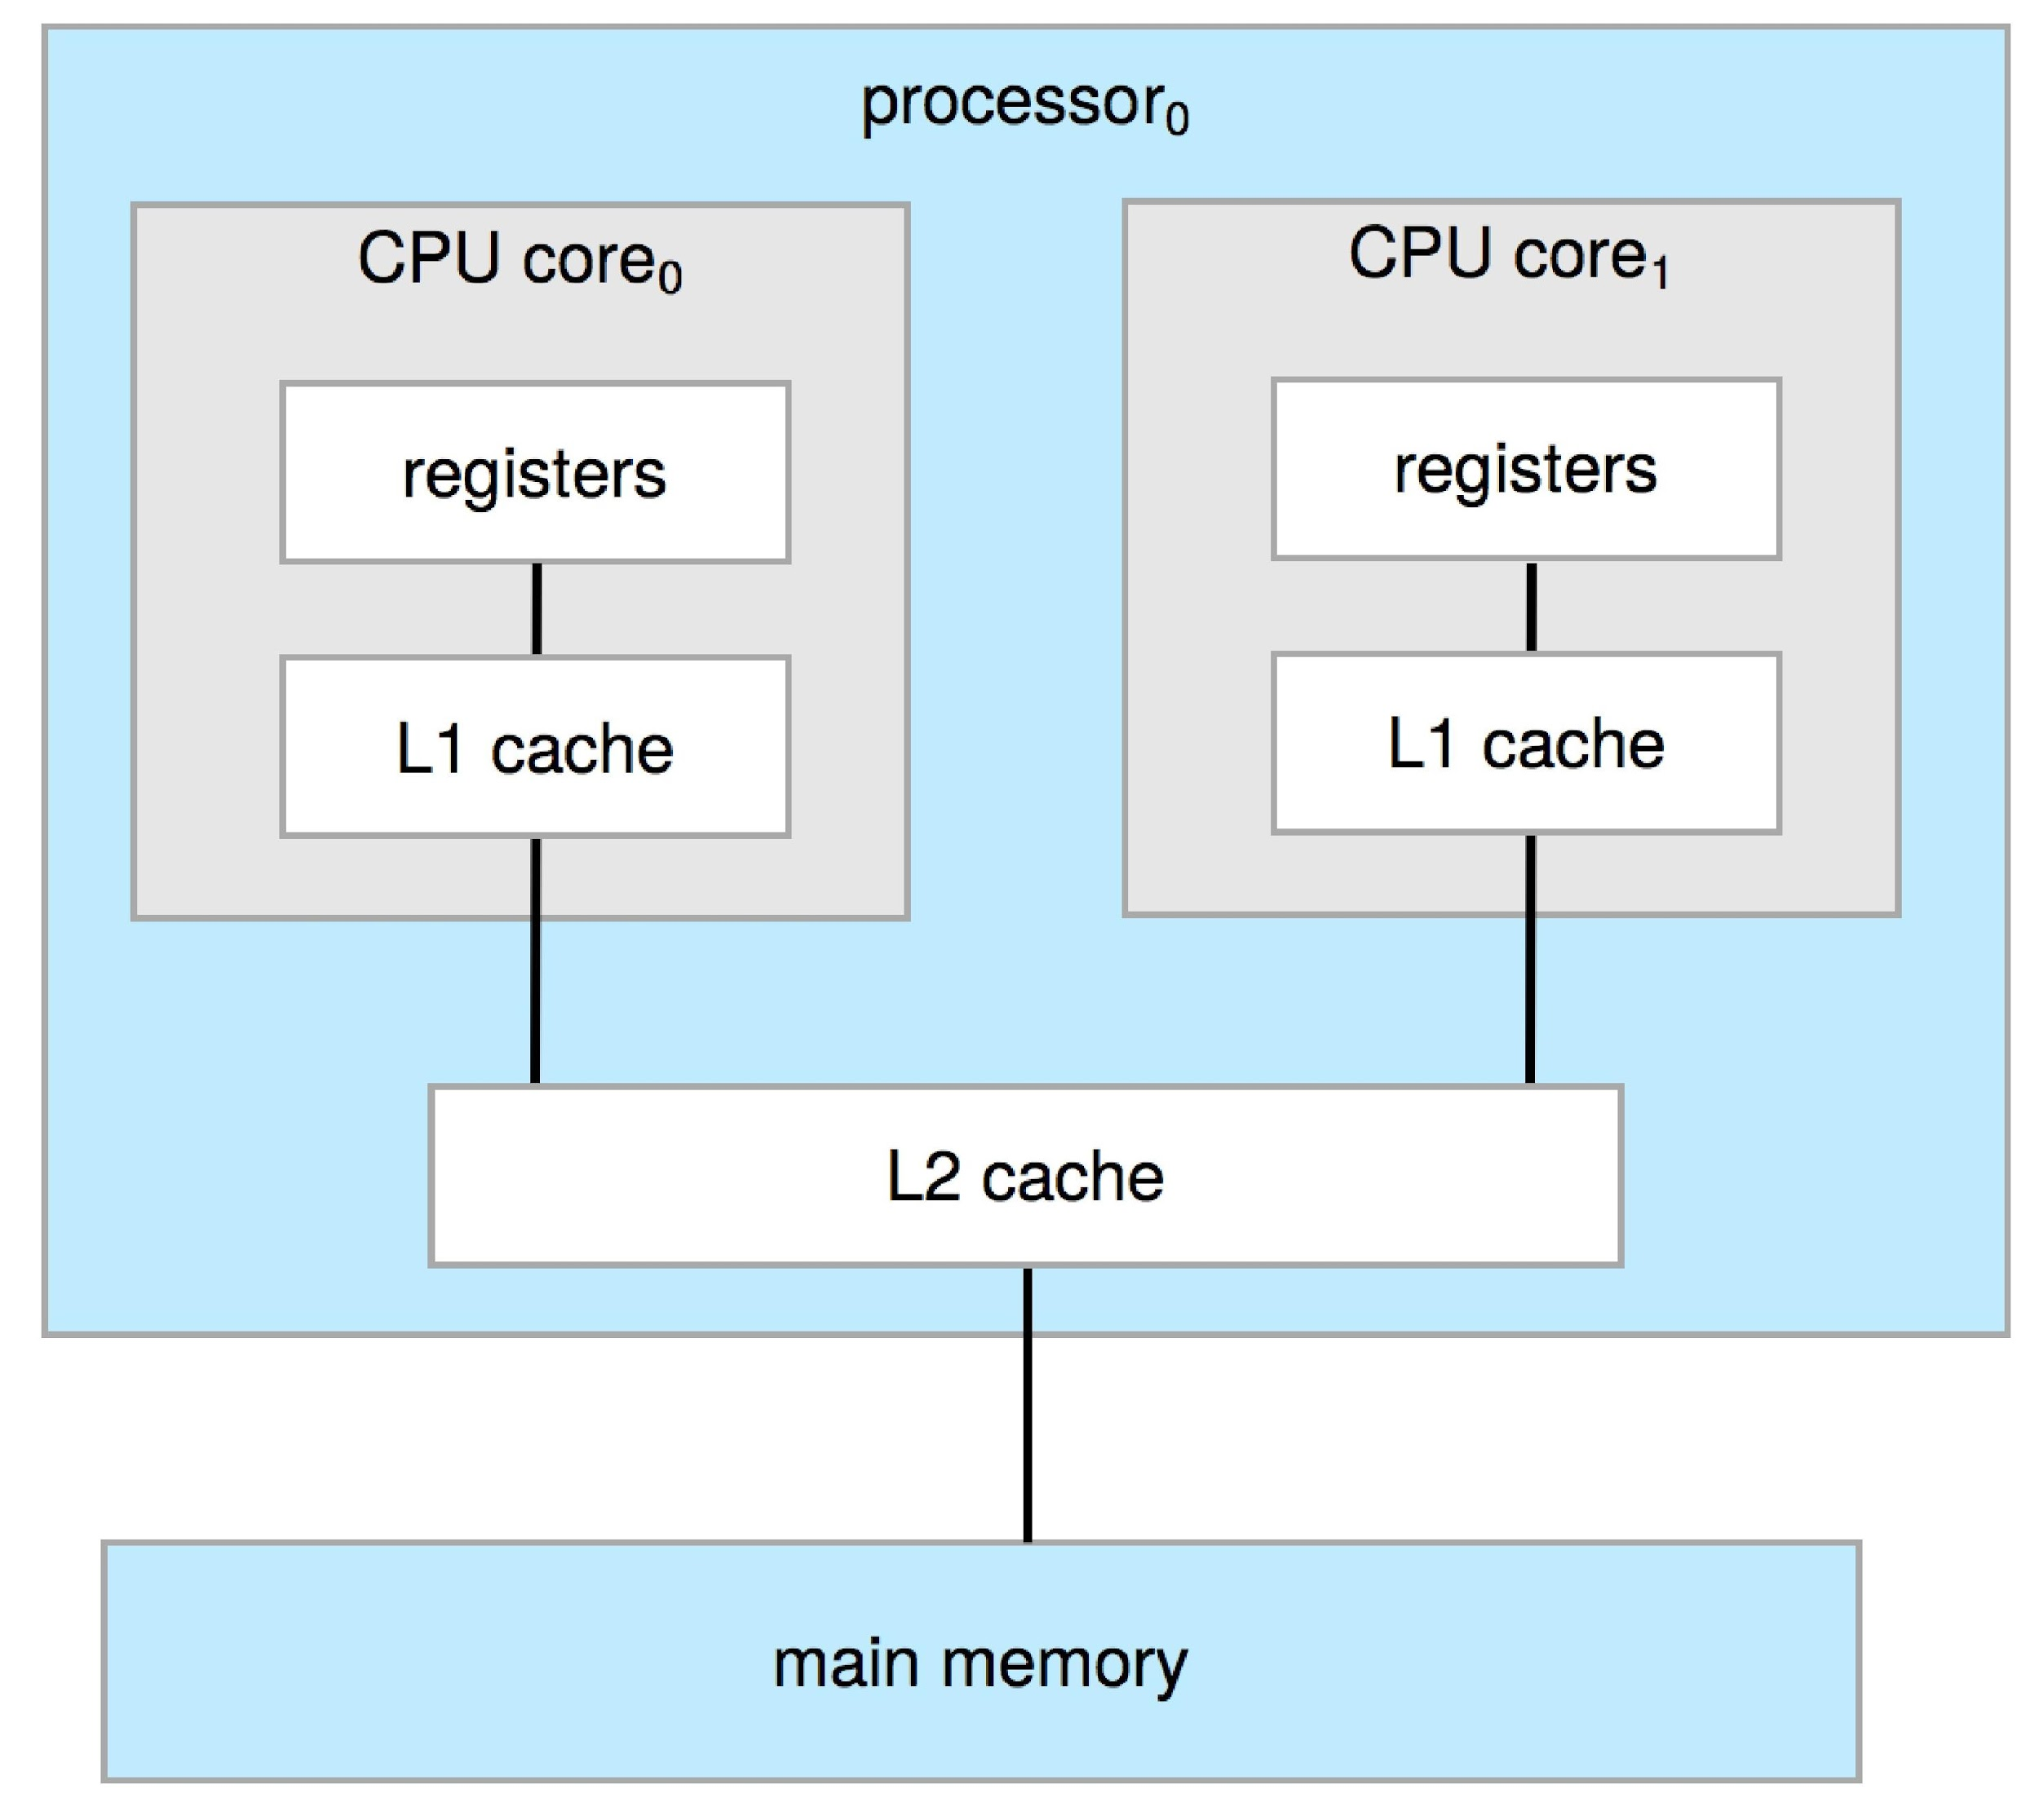 processor₀
CPU core₀
registers
L1 cache
CPU core₁
registers
L1 cache
L2 cache
main memory